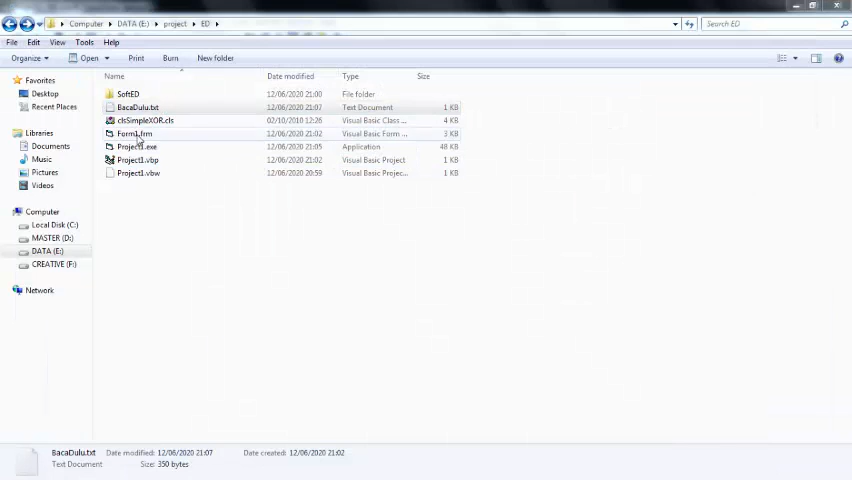 Computer ▸ DATA (E:) ▸ project ▸ ED ▸
Search ED
File Edit View Tools Help
Organize Open Print Burn New folder
Name Date modified Type Size
Favorites
Desktop
Recent Places
Libraries
Documents
Music
Pictures
Videos
Computer
Local Disk (C:)
MASTER (D:)
DATA (E:)
CREATIVE (F:)
Network
SoftED 12/06/2020 21:00 File folder
BacaDulu.txt 12/06/2020 21:07 Text Document 1 KB
clsSimpleXOR.cls 02/10/2010 12:26 Visual Basic Class ... 4 KB
Form1.frm 12/06/2020 21:02 Visual Basic Form ... 3 KB
Project1.exe 12/06/2020 21:05 Application 48 KB
Project1.vbp 12/06/2020 21:02 Visual Basic Project 1 KB
Project1.vbw 12/06/2020 20:59 Visual Basic Projec... 1 KB
BacaDulu.txt Date modified: 12/06/2020 21:07 Date created: 12/06/2020 21:02
Text Document Size: 350 bytes